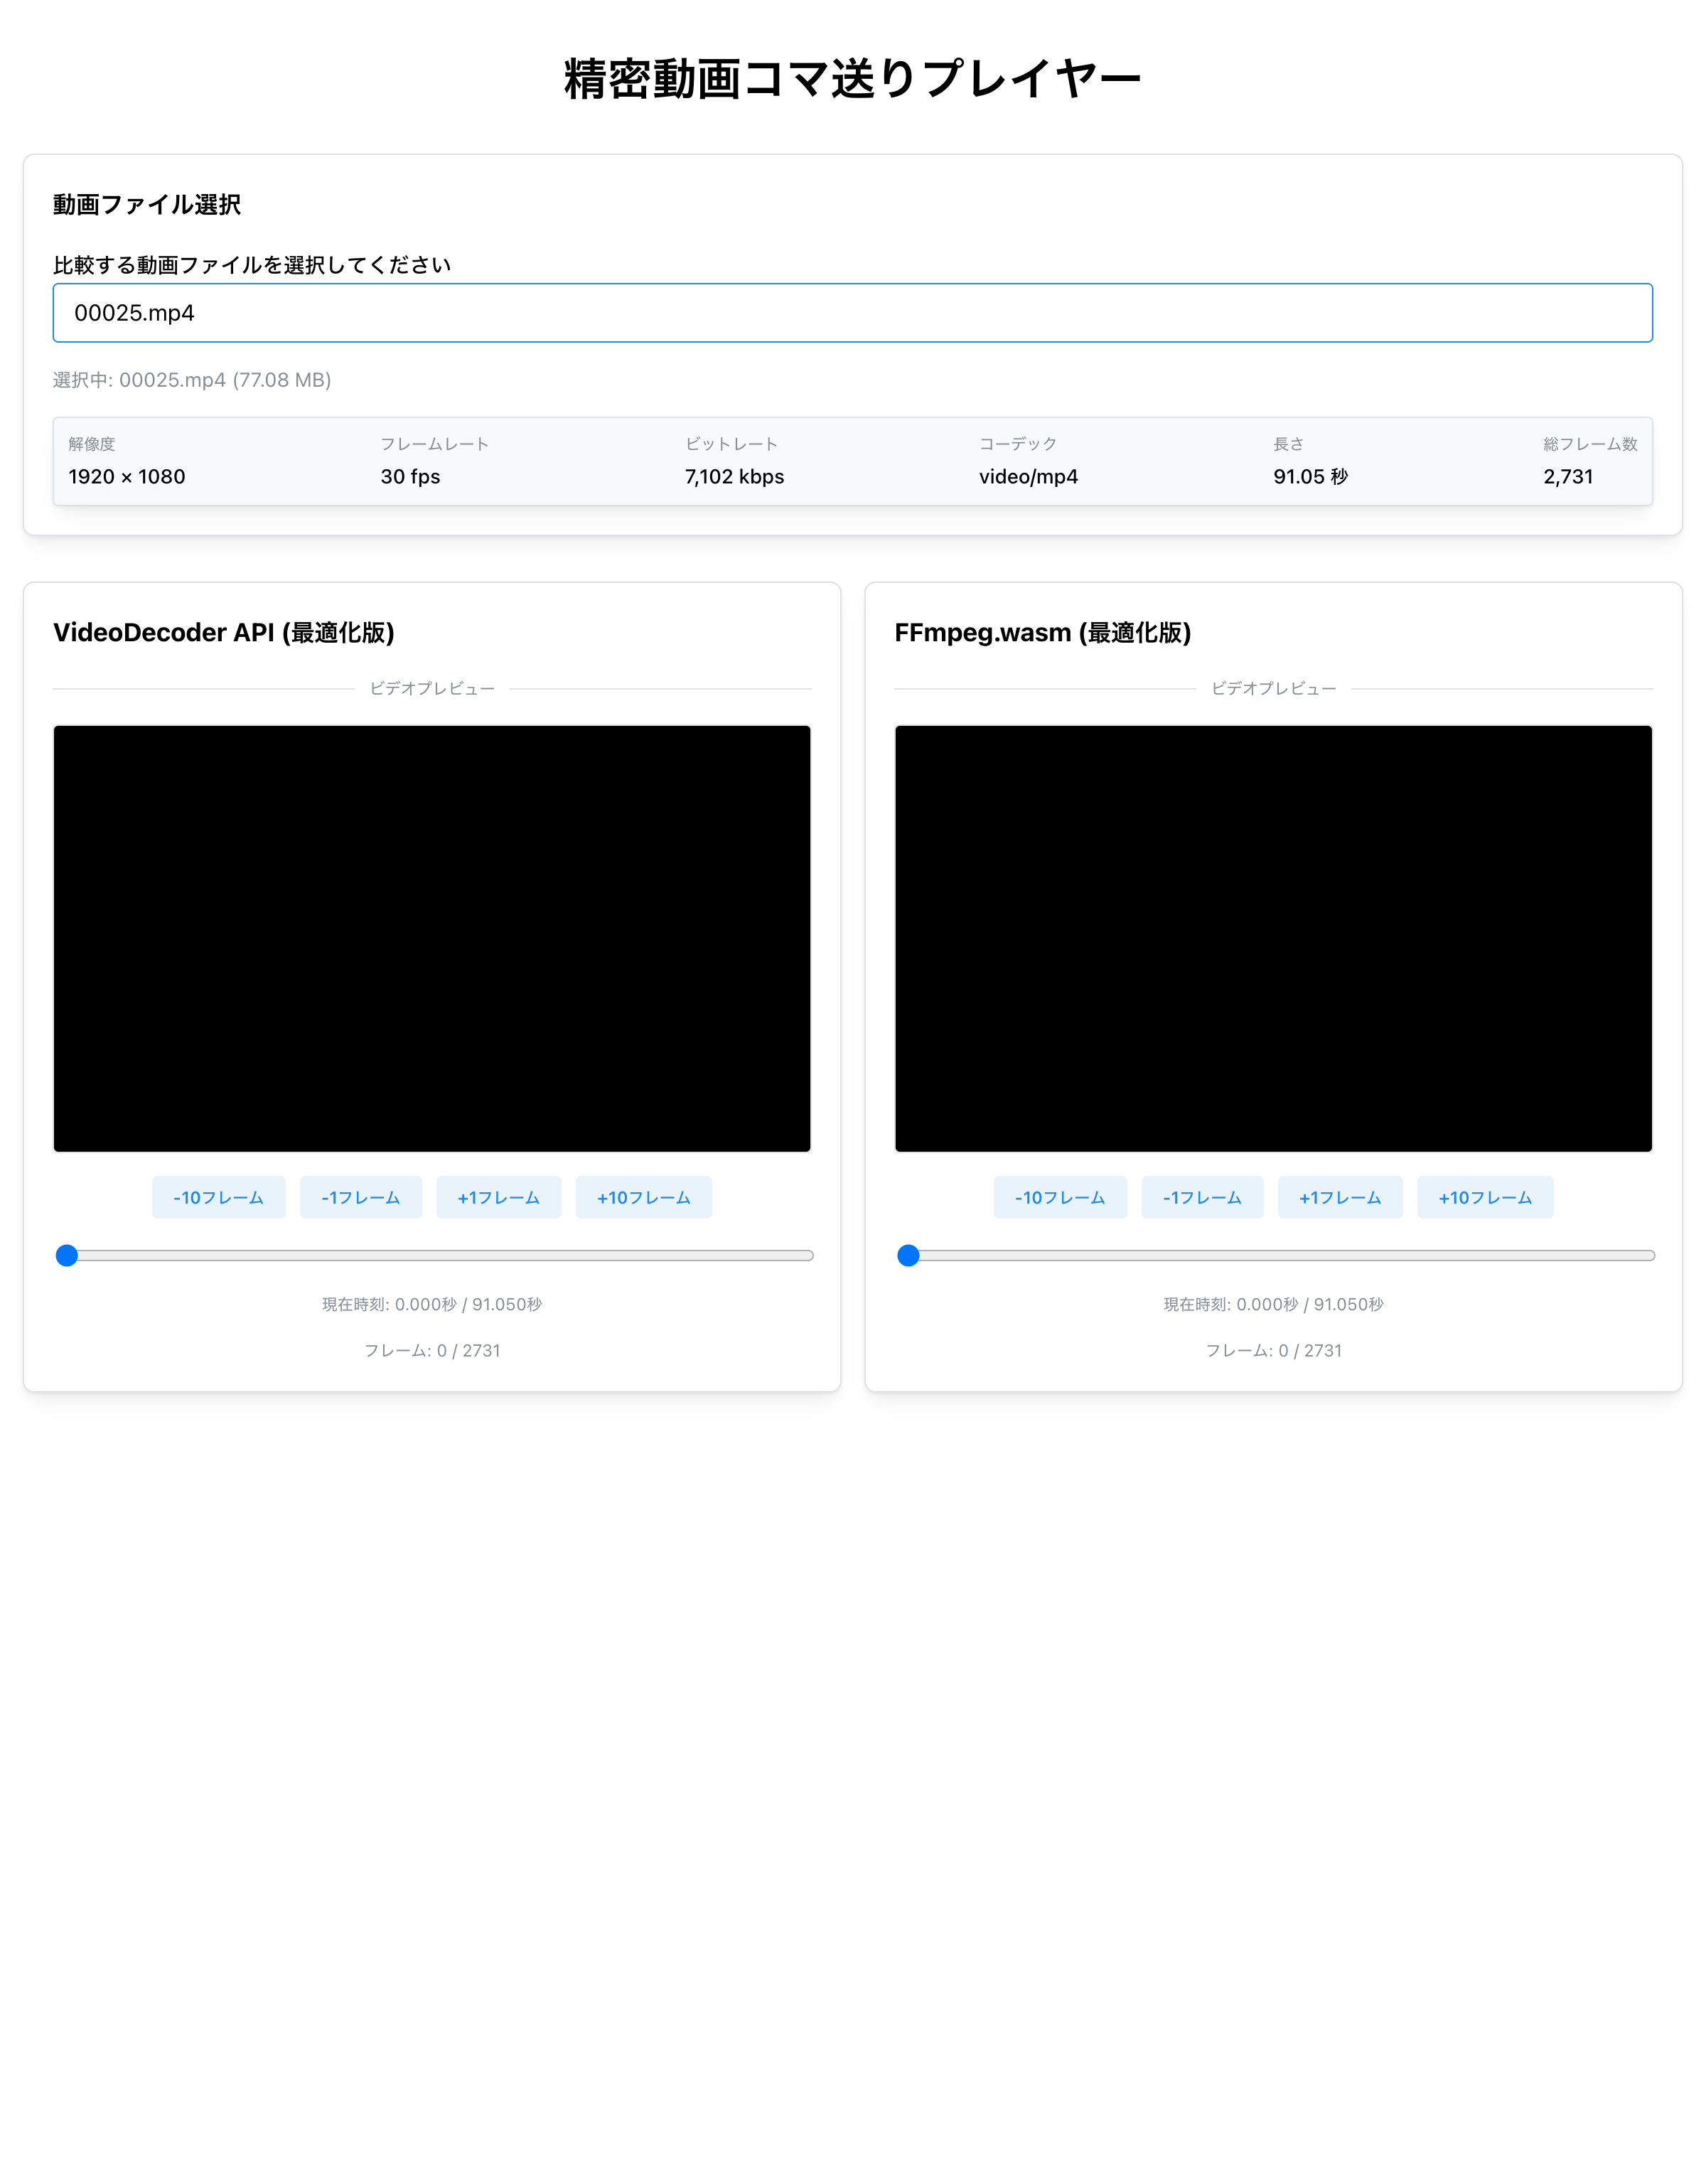 精密動画コマ送りプレイヤー
動画ファイル選択
比較する動画ファイルを選択してください
00025.mp4
選択中: 00025.mp4 (77.08 MB)
解像度 フレームレート ビットレート コーデック 長さ 総フレーム数
1920 × 1080 30 fps 7,102 kbps video/mp4 91.05 秒 2,731
VideoDecoder API (最適化版)
ビデオプレビュー
-10フレーム -1フレーム +1フレーム +10フレーム
現在時刻: 0.000秒 / 91.050秒
フレーム: 0 / 2731
FFmpeg.wasm (最適化版)
ビデオプレビュー
-10フレーム -1フレーム +1フレーム +10フレーム
現在時刻: 0.000秒 / 91.050秒
フレーム: 0 / 2731